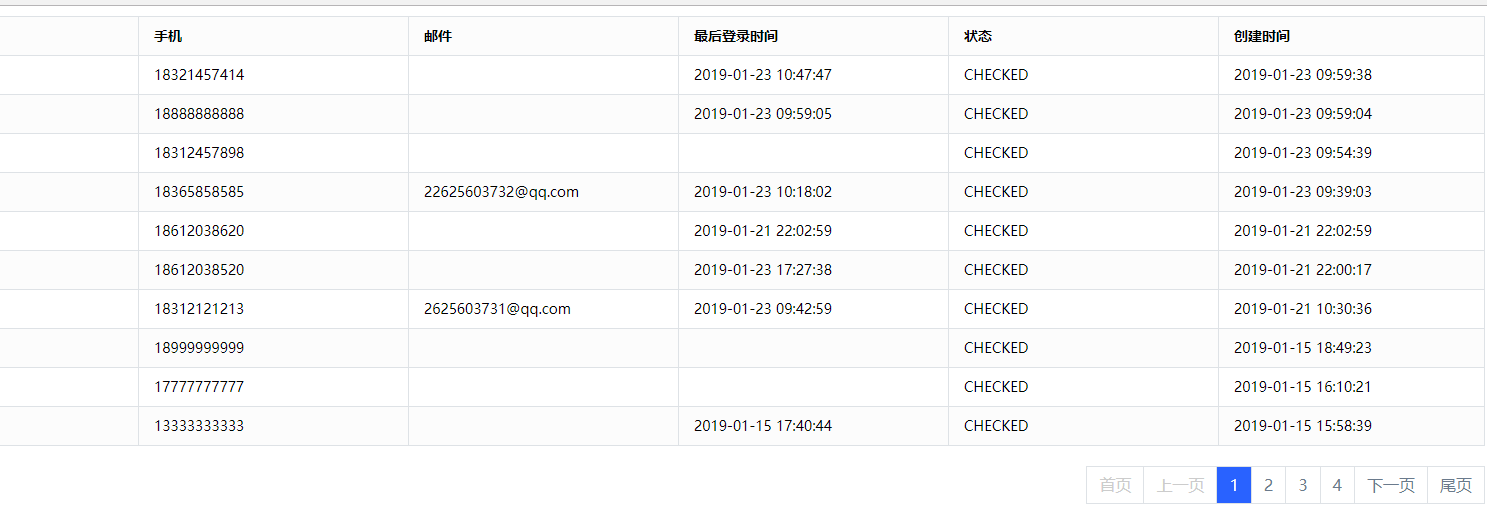 手机 邮件 最后登录时间 状态 创建时间
18321457414 2019-01-23 10:47:47 CHECKED 2019-01-23 09:59:38
18888888888 2019-01-23 09:59:05 CHECKED 2019-01-23 09:59:04
18312457898 CHECKED 2019-01-23 09:54:39
18365858585 22625603732@qq.com 2019-01-23 10:18:02 CHECKED 2019-01-23 09:39:03
18612038620 2019-01-21 22:02:59 CHECKED 2019-01-21 22:02:59
18612038520 2019-01-23 17:27:38 CHECKED 2019-01-21 22:00:17
18312121213 2625603731@qq.com 2019-01-23 09:42:59 CHECKED 2019-01-21 10:30:36
18999999999 CHECKED 2019-01-15 18:49:23
17777777777 CHECKED 2019-01-15 16:10:21
13333333333 2019-01-15 17:40:44 CHECKED 2019-01-15 15:58:39
首页 上一页 1 2 3 4 下一页 尾页